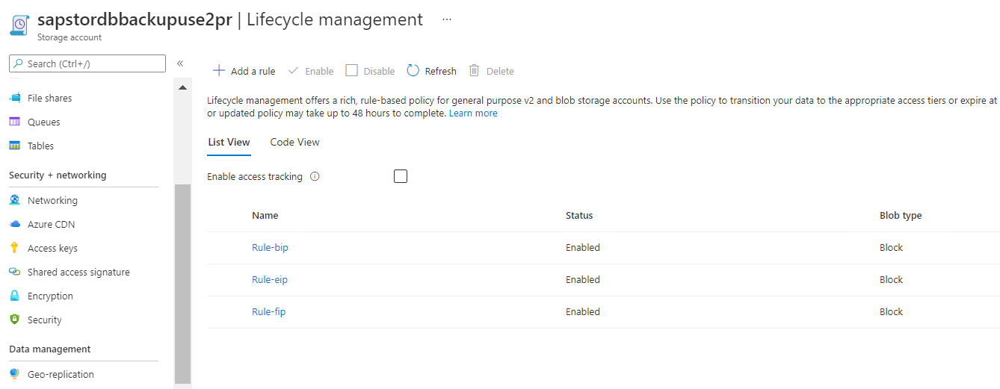 sapstordbbackupuse2pr | Lifecycle management ...
Storage account
Search (Ctrl+/)
«
File shares
Queues
Tables
Security + networking
Networking
Azure CDN
Access keys
Shared access signature
Encryption
Security
Data management
Geo-replication
Add a rule Enable Disable Refresh Delete
Lifecycle management offers a rich, rule-based policy for general purpose v2 and blob storage accounts. Use the policy to transition your data to the appropriate access tiers or expire at
or updated policy may take up to 48 hours to complete. Learn more
List View Code View
Enable access tracking
Name Status Blob type
Rule-bip Enabled Block
Rule-eip Enabled Block
Rule-fip Enabled Block